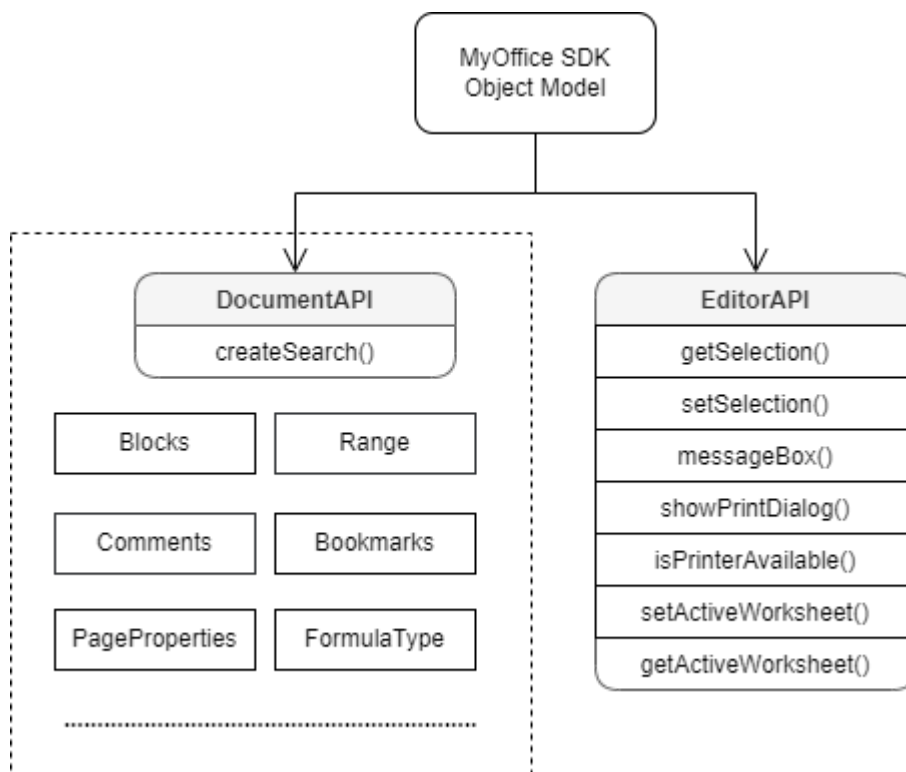 MyOffice SDK
Object Model
DocumentAPI
createSearch()
Blocks
Range
Comments
Bookmarks
PageProperties
FormulaType
EditorAPI
getSelection()
setSelection()
messageBox()
showPrintDialog()
isPrinterAvailable()
setActiveWorksheet()
getActiveWorksheet()